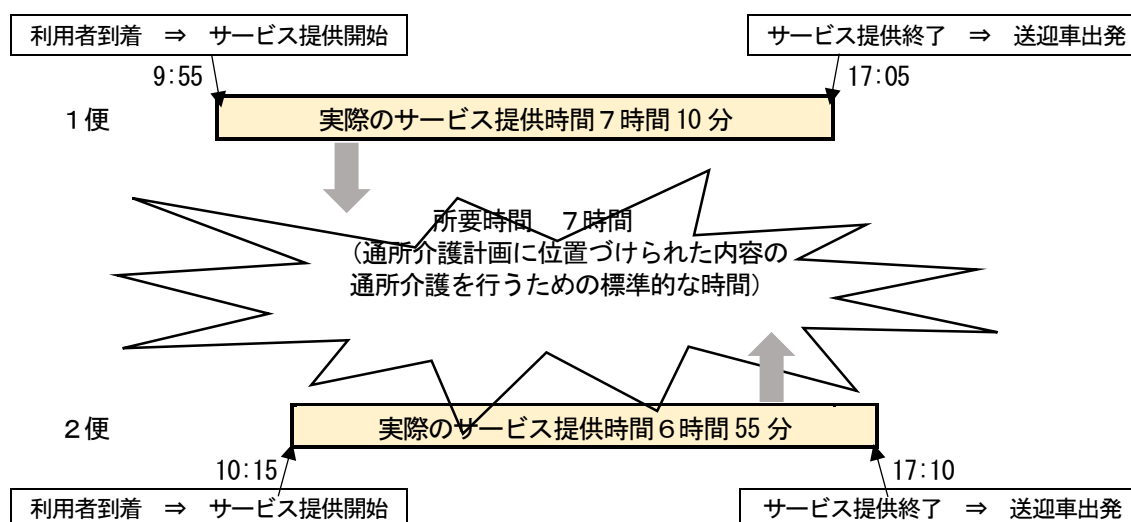 利用者到着 ⇒ サービス提供開始
サービス提供終了 ⇒ 送迎車出発
9:55
17:05
1便
実際のサービス提供時間7時間10分
所要時間 7時間
(通所介護計画に位置づけられた内容の
通所介護を行うための標準的な時間)
2便
実際のサービス提供時間6時間55分
10:15
17:10
利用者到着 ⇒ サービス提供開始
サービス提供終了 ⇒ 送迎車出発